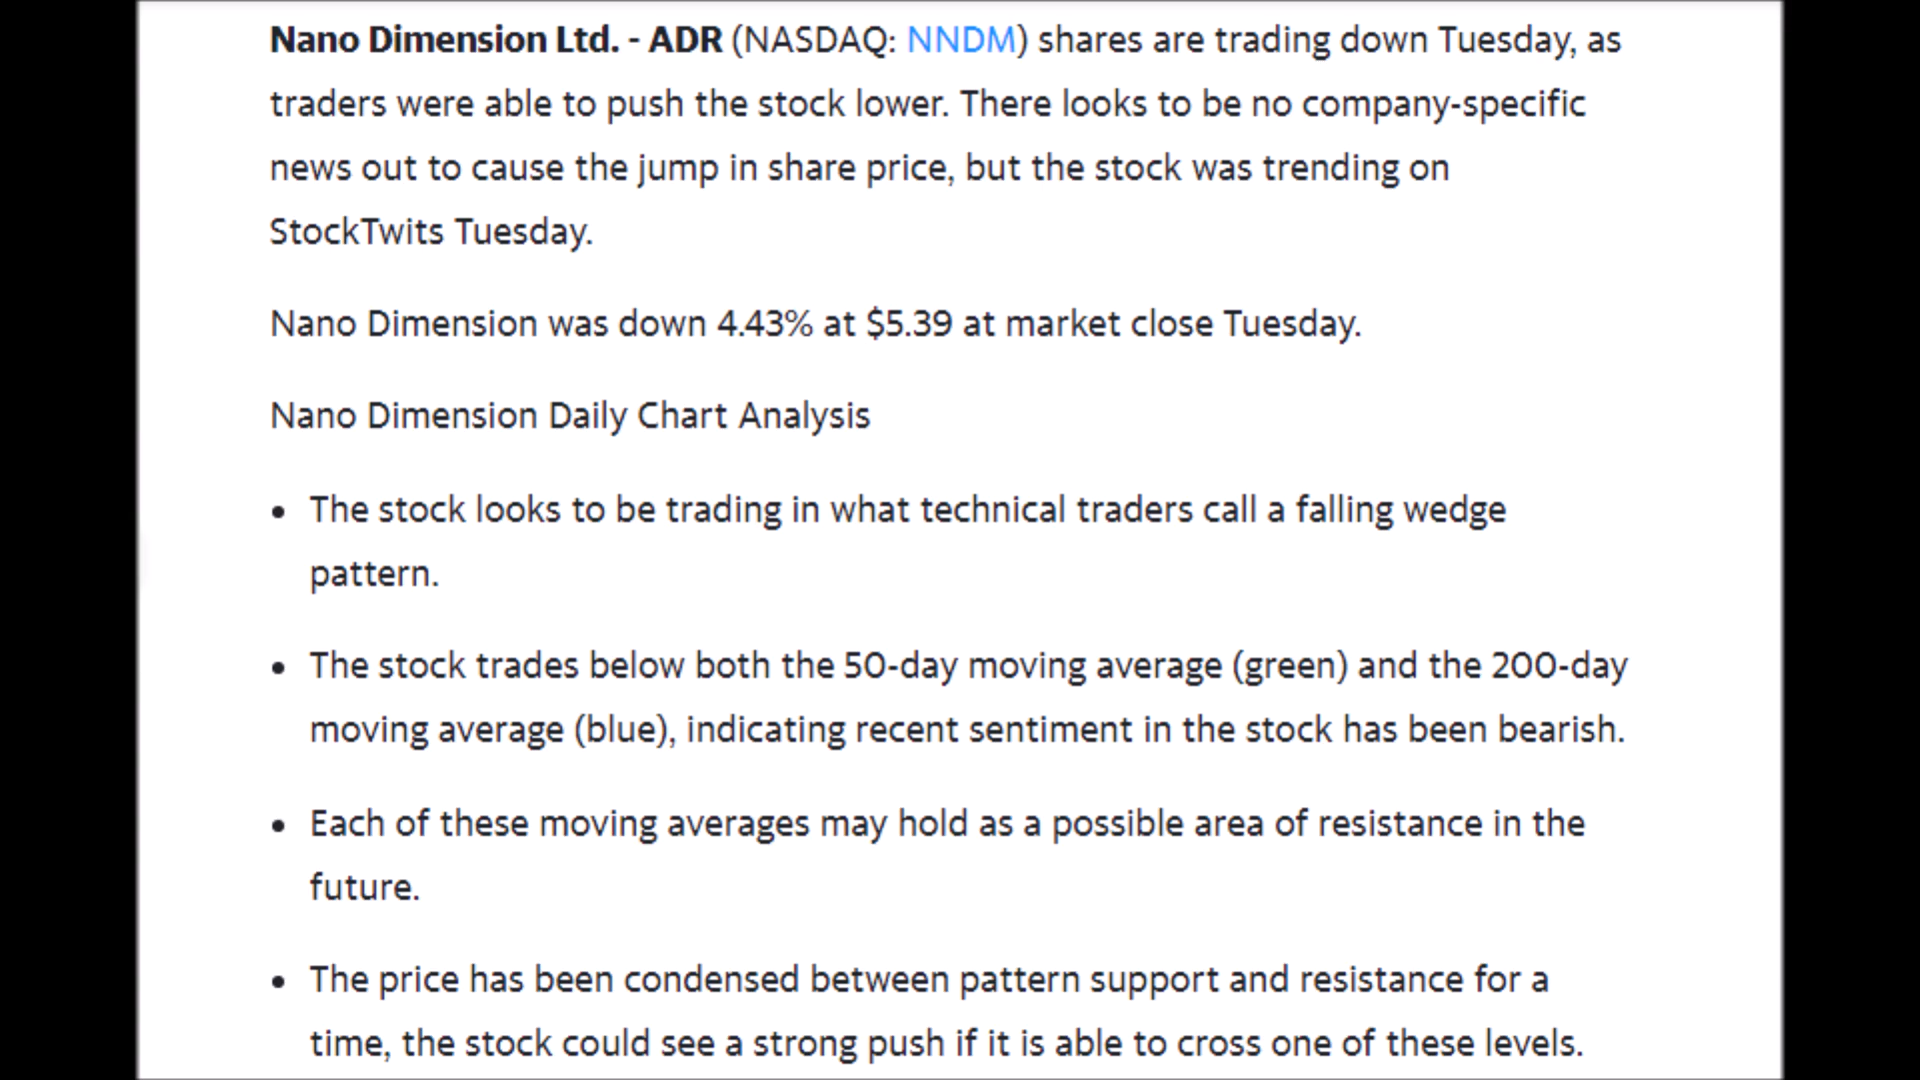 Nano Dimension Ltd. - ADR (NASDAQ: NNDM) shares are trading down Tuesday, as
traders were able to push the stock lower. There looks to be no company-specific
news out to cause the jump in share price, but the stock was trending on
StockTwits Tuesday.
Nano Dimension was down 4.43% at $5.39 at market close Tuesday.
Nano Dimension Daily Chart Analysis
• The stock looks to be trading in what technical traders call a falling wedge
pattern.
• The stock trades below both the 50-day moving average (green) and the 200-day
moving average (blue), indicating recent sentiment in the stock has been bearish.
• Each of these moving averages may hold as a possible area of resistance in the
future.
• The price has been condensed between pattern support and resistance for a
time, the stock could see a strong push if it is able to cross one of these levels.